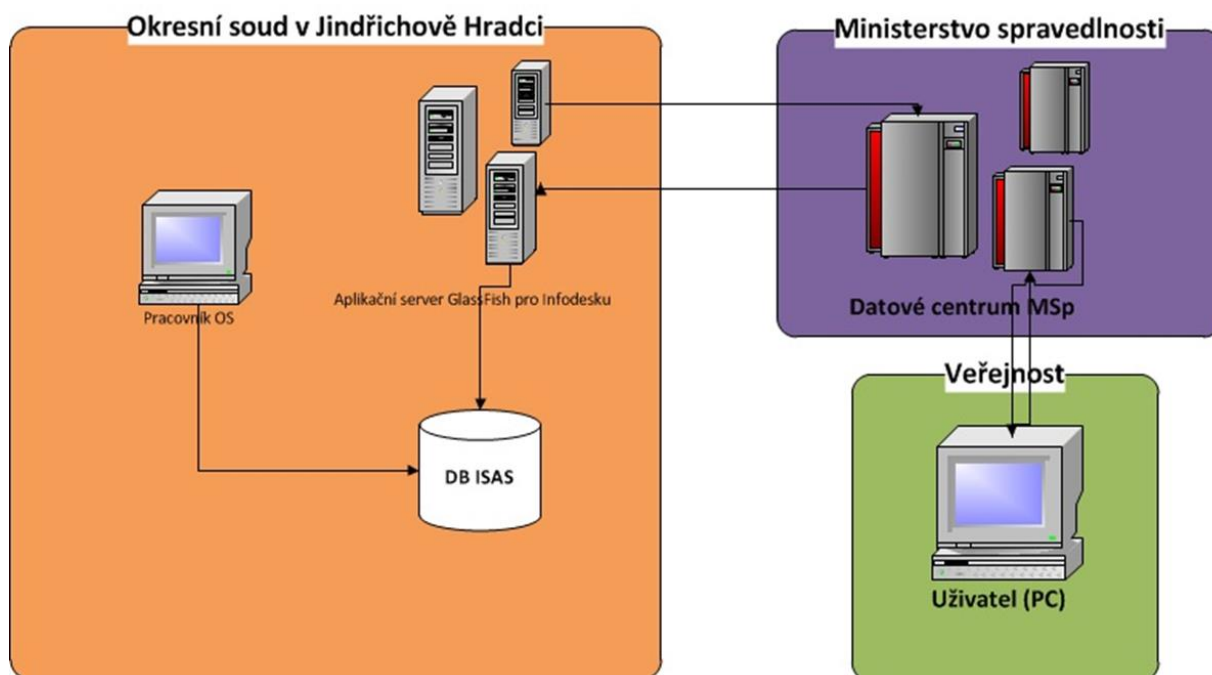 Okresní soud v Jindřichově Hradci
Ministerstvo spravedlnosti
Aplikační server GlassFish pro Infodesku
Pracovník OS
Datové centrum MSp
Veřejnost
DB ISAS
Uživatel (PC)